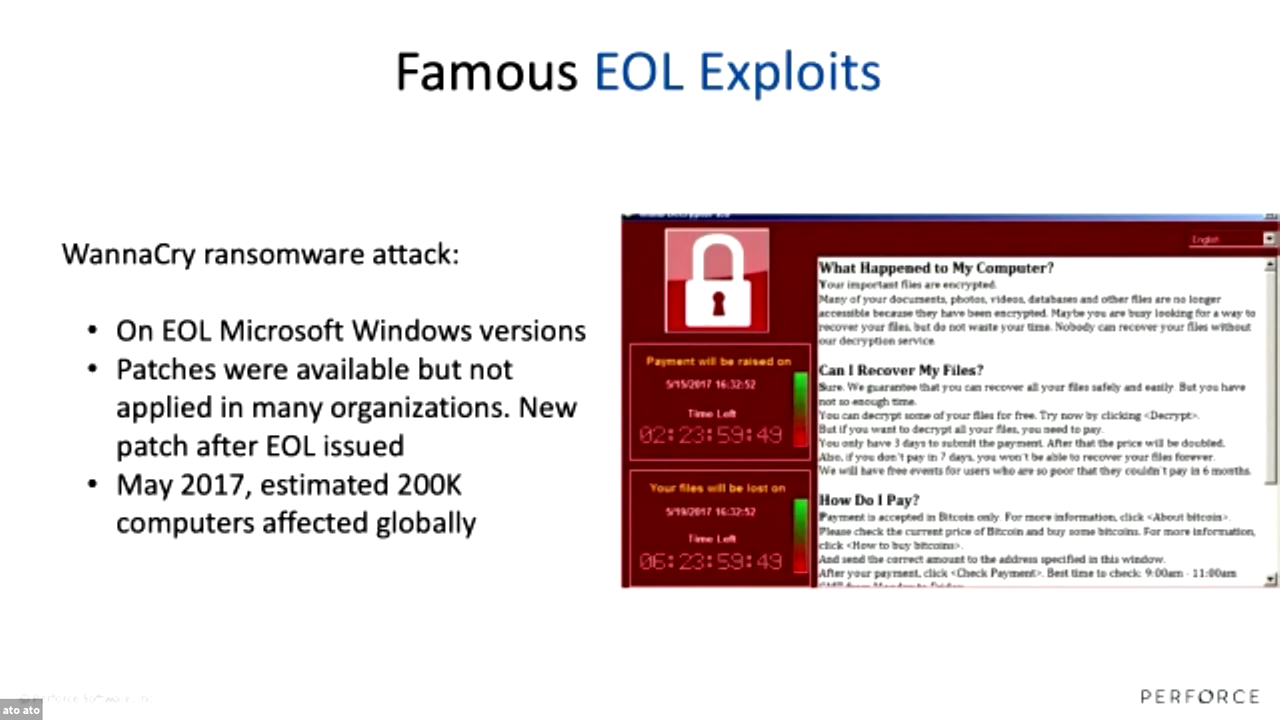 Famous EOL Exploits
WannaCry ransomware attack:
• On EOL Microsoft Windows versions
• Patches were available but not
applied in many organizations. New
patch after EOL issued
• May 2017, estimated 200K
computers affected globally
English
What Happened to My Computer?
Your important files are encrypted.
Many of your documents, photos, videos, databases and other files are no longer
accessible because they have been encrypted. Maybe you are busy looking for a way to
recover your files, but do not waste your time. Nobody can recover your files without
our decryption service.
Can I Recover My Files?
Sure. We guarantee that you can recover all your files safely and easily. But you have
not so enough time.
You can decrypt some of your files for free. Try now by clicking <Decrypt>.
But if you want to decrypt all your files, you need to pay.
You only have 3 days to submit the payment. After that the price will be doubled.
Also, if you don't pay in 7 days, you won't be able to recover your files forever.
We will have free events for users who are so poor that they couldn't pay in 6 months.
How Do I Pay?
Payment is accepted in Bitcoin only. For more information, click <About bitcoin>.
Please check the current price of Bitcoin and buy some bitcoins. For more information,
click <How to buy bitcoins>.
And send the correct amount to the address specified in this window.
After your payment, click <Check Payment>. Best time to check: 9:00am - 11:00am
Payment will be raised on
5/15/2017 16:32:52
Time Left
02:23:59:49
Your files will be lost on
5/19/2017 16:32:52
Time Left
06:23:59:49
ato ato
PERFORCE